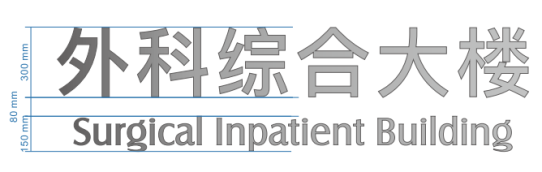 300 mm
外科综合大楼
80 mm
150 mm
Surgical Inpatient Building